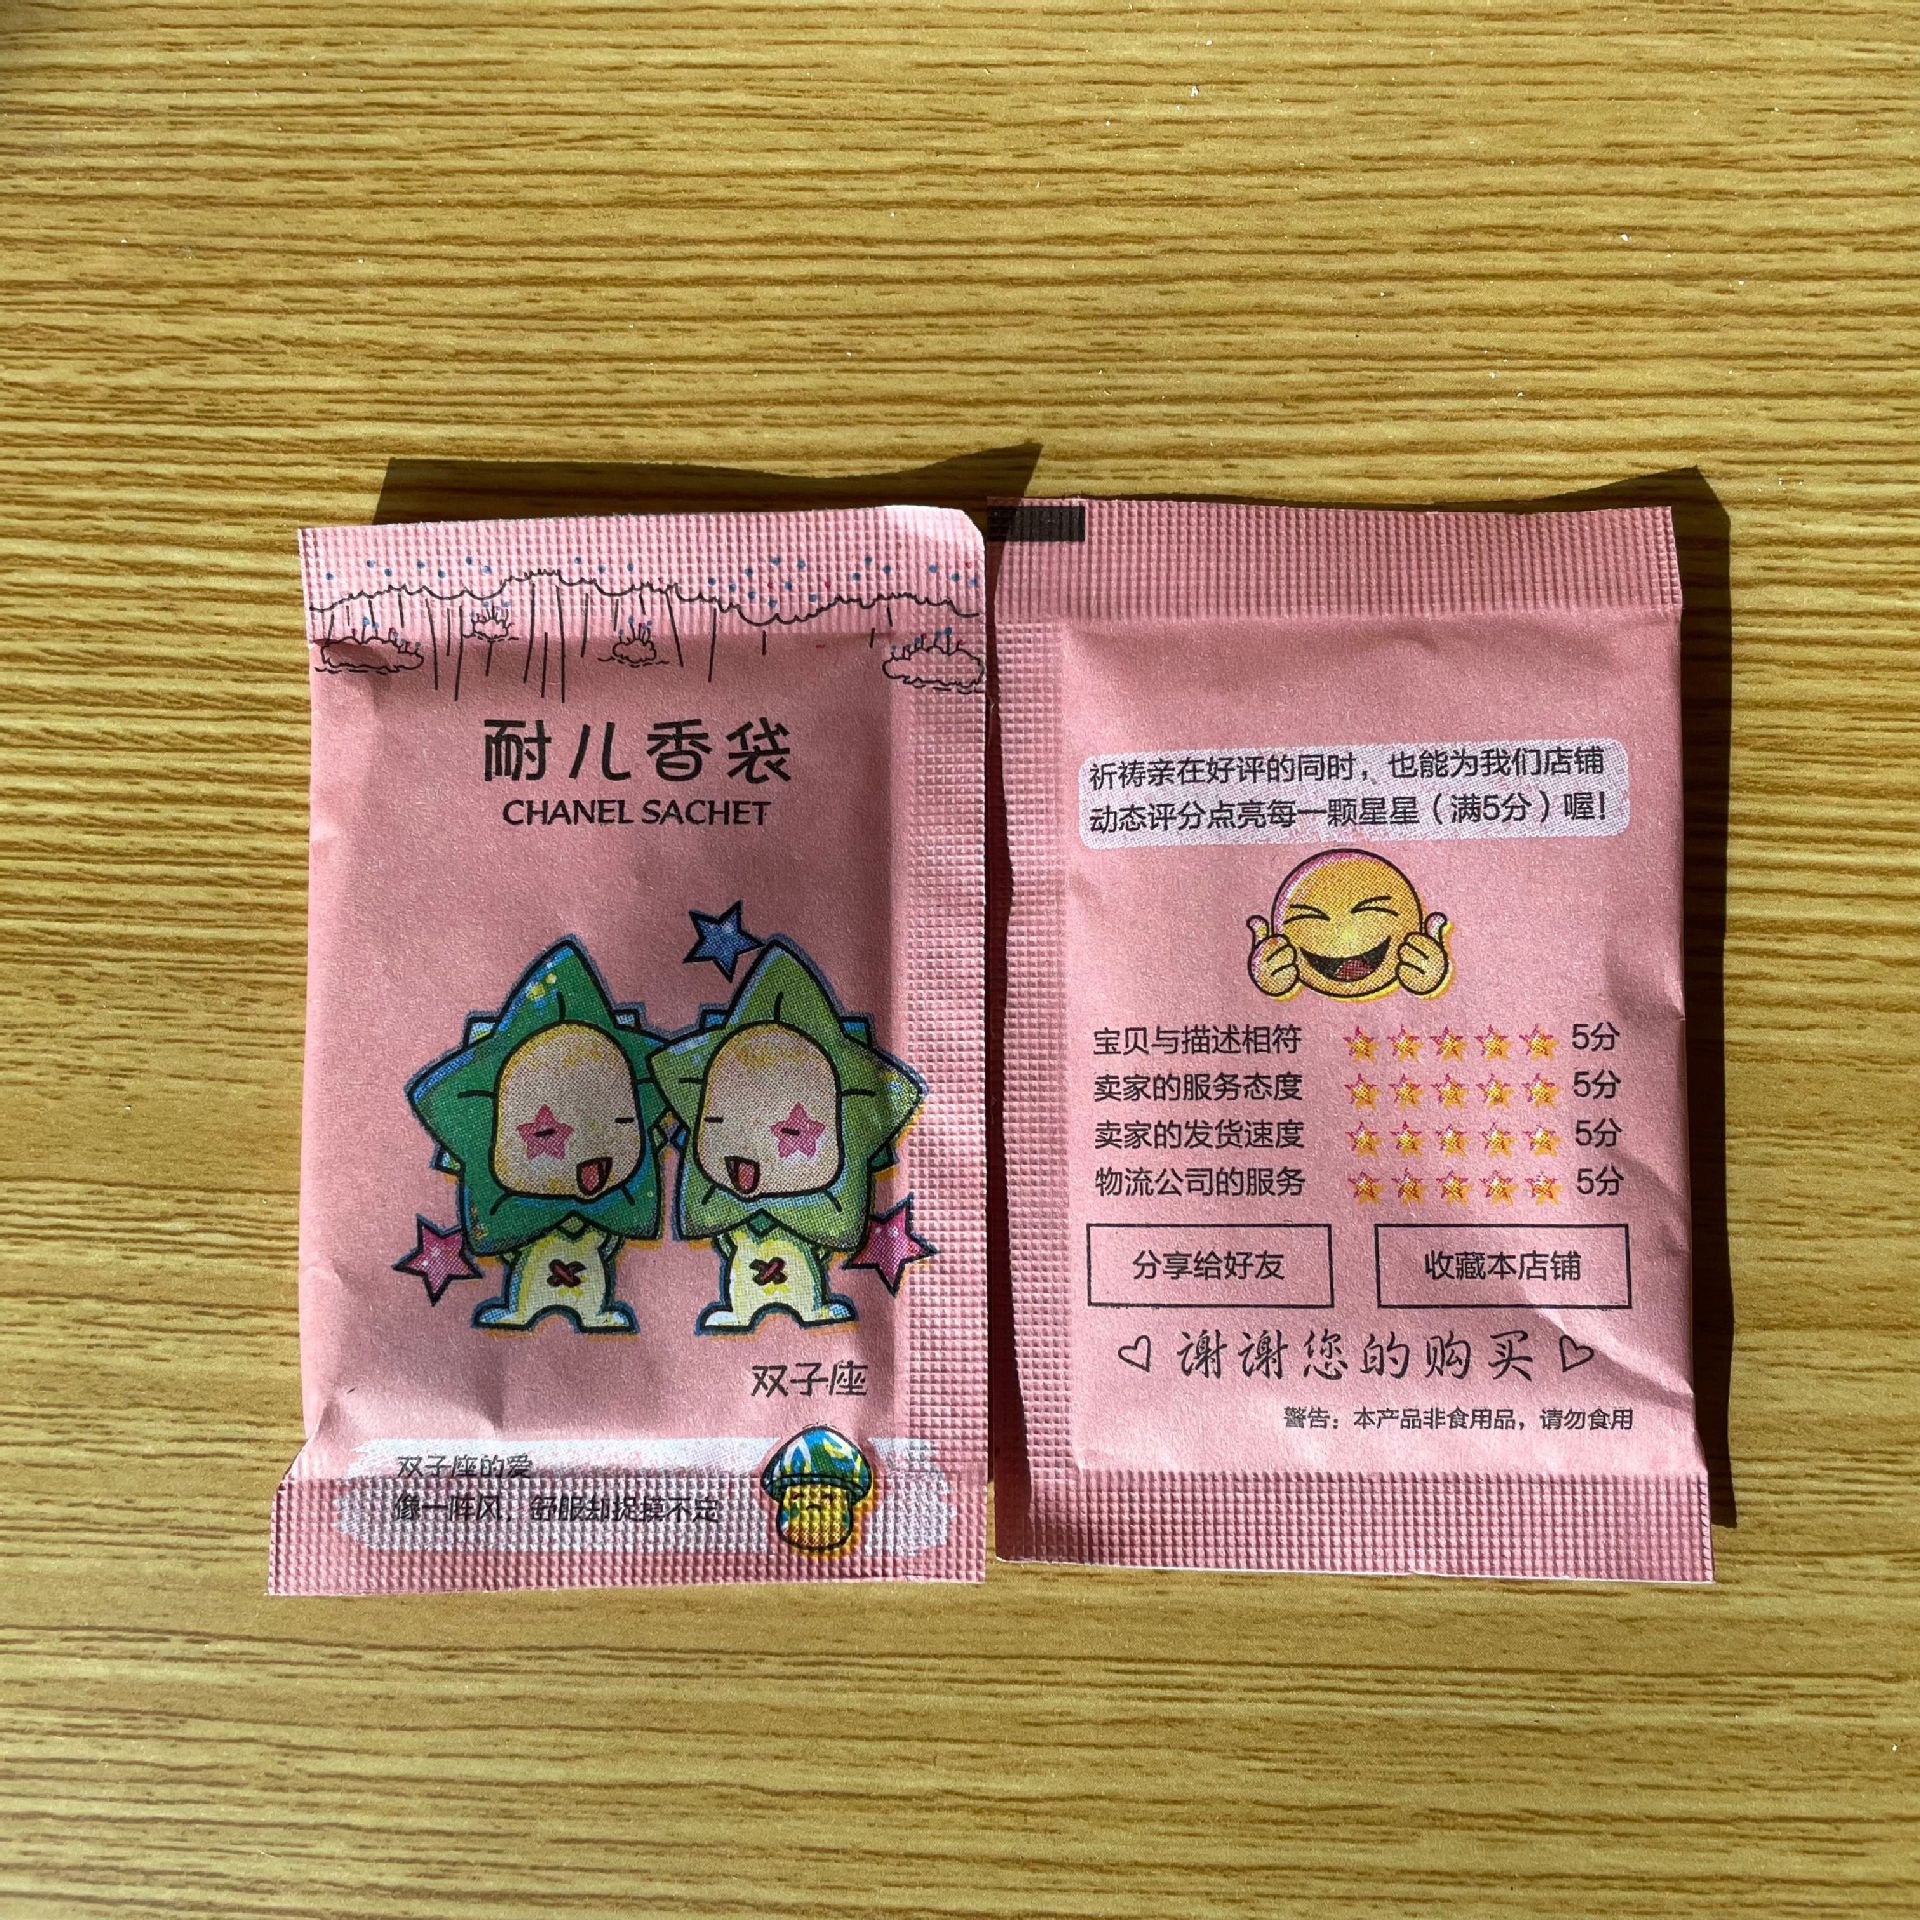 耐儿香袋
CHANEL SACHET
双子座
双子座的爱
像一阵风，舒服却捉摸不定
祈祷亲在好评的同时，也能为我们店铺
动态评分点亮每一颗星星（满5分）喔！
宝贝与描述相符 5分
卖家的服务态度 5分
卖家的发货速度 5分
物流公司的服务 5分
分享给好友 收藏本店铺
谢谢您的购买
警告：本产品非食用品，请勿食用